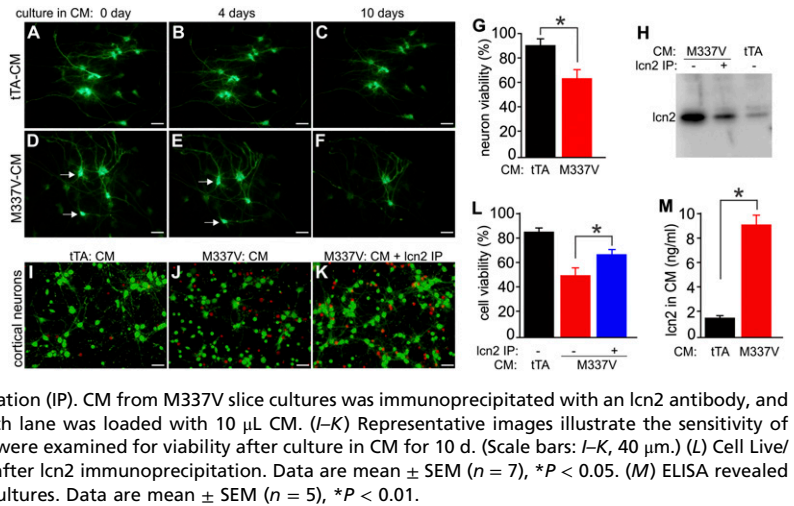 culture in CM: 0 day 4 days 10 days
A B C
tTA-CM
D E F
M337V-CM
tTA: CM M337V: CM M337V: CM + lcn2 IP
I J K
cortical neurons
G
*
neuron viability (%)
100
80
60
40
20
0
CM: tTA M337V
H
CM: M337V tTA
lcn2 IP: - + -
lcn2
L
*
cell viability (%)
100
80
60
40
20
0
lcn2 IP: - - +
CM: tTA M337V
M
*
lcn2 in CM (ng/ml)
10
8
6
4
2
0
CM: tTA M337V
ation (IP). CM from M337V slice cultures was immunoprecipitated with an lcn2 antibody, and
th lane was loaded with 10 μL CM. (I–K) Representative images illustrate the sensitivity of
were examined for viability after culture in CM for 10 d. (Scale bars: I–K, 40 μm.) (L) Cell Live/
after lcn2 immunoprecipitation. Data are mean ± SEM (n = 7), *P < 0.05. (M) ELISA revealed
ultures. Data are mean ± SEM (n = 5), *P < 0.01.